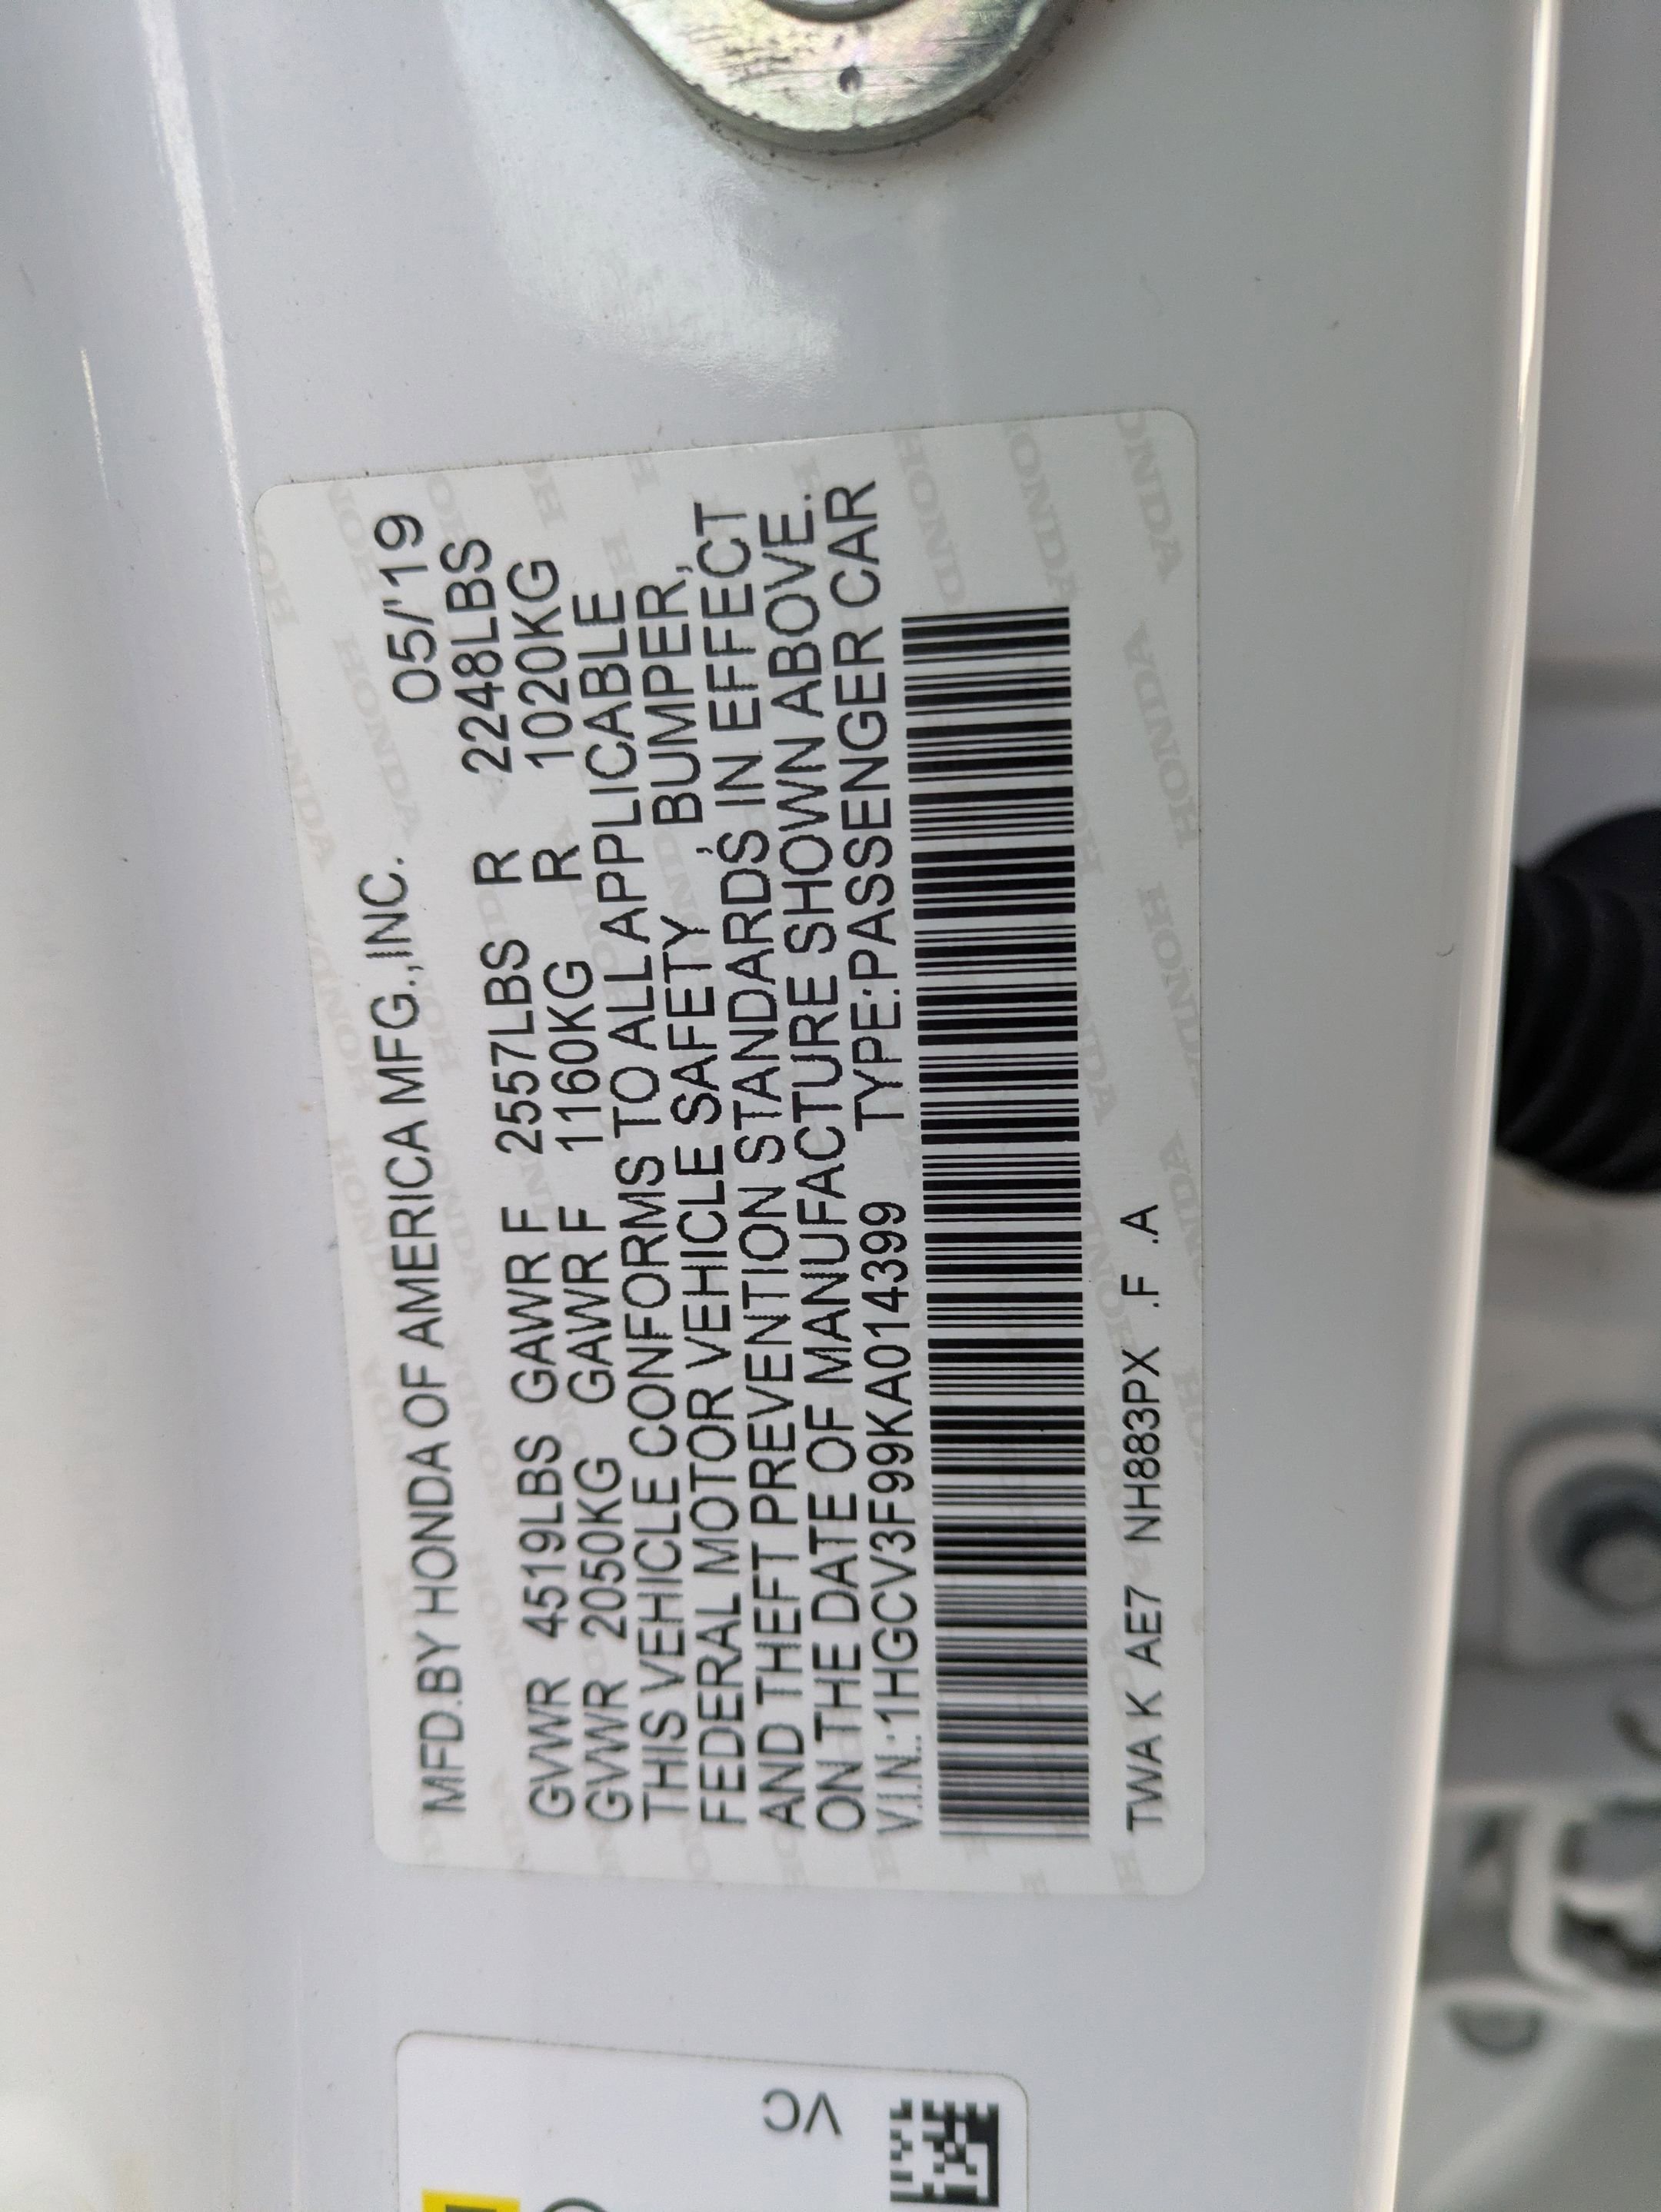 MFD.BY HONDA OF AMERICA MFG.,INC. 05/'19
GVWR 4519LBS GAWR F 2557LBS R 2248LBS
GVWR 2050KG GAWR F 1160KG R 1020KG
THIS VEHICLE CONFORMS TO ALL APPLICABLE
FEDERAL MOTOR VEHICLE SAFETY , BUMPER,
AND THEFT PREVENTION STANDARDS IN EFFECT
ON THE DATE OF MANUFACTURE SHOWN ABOVE.
V.I.N.:1HGCV3F99KA014399 TYPE:PASSENGER CAR
TWA K AE7 NH883PX .F .A
VC